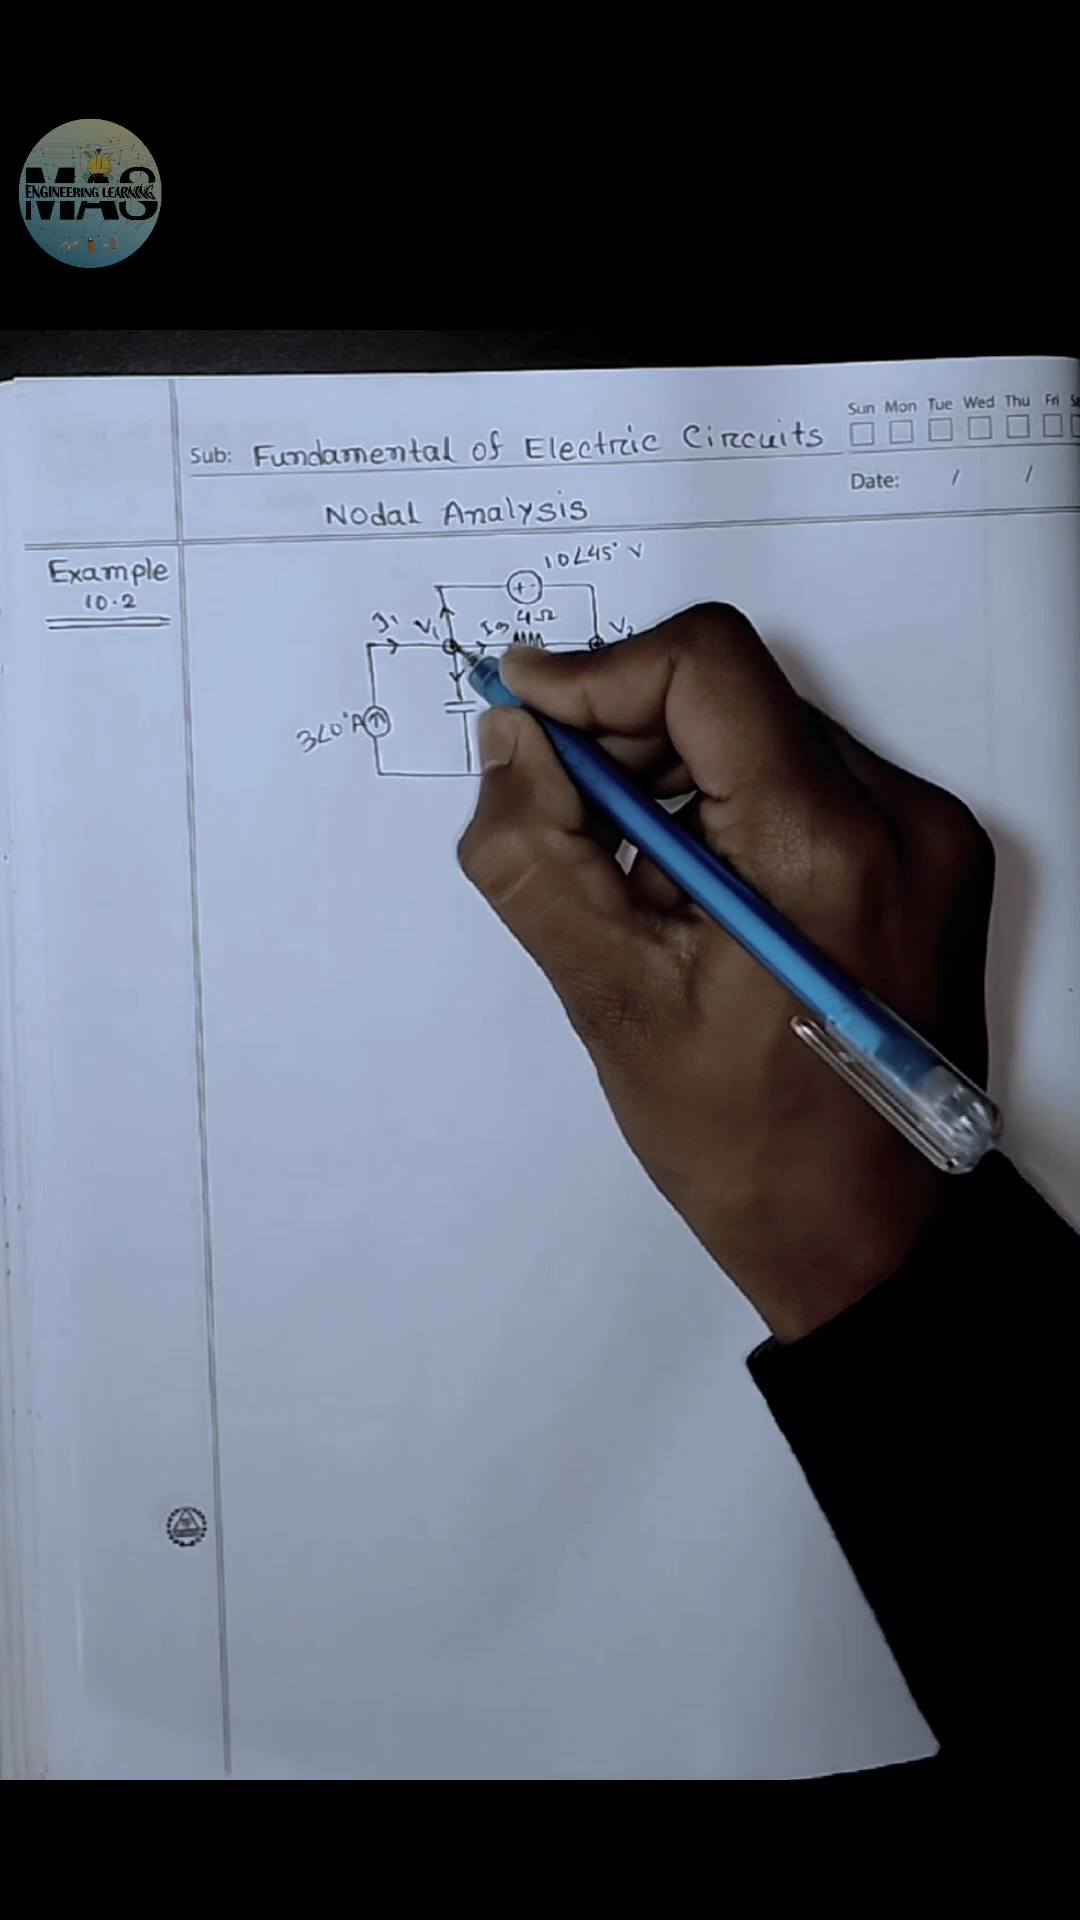 MAS
ENGINEERING LEARNING
Sun Mon Tue Wed Thu Fri
Sub: Fundamental of Electric Circuits
Date: / /
Nodal Analysis
Example
10.2
10∠45° V
4Ω
I₁
V₁
V₂
3∠0°A